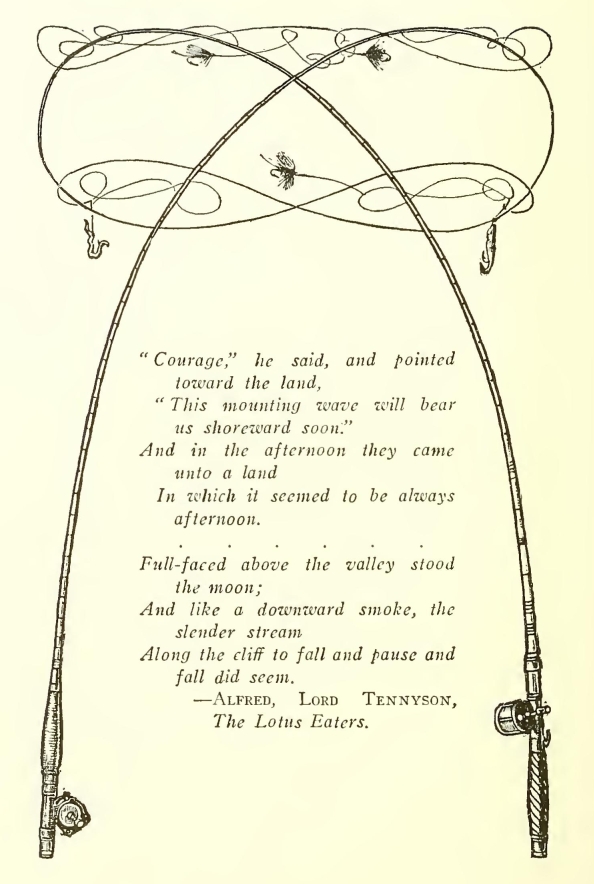 “Courage,” he said, and pointed
toward the land,
“This mounting wave will bear
us shoreward soon.”
And in the afternoon they came
unto a land
In which it seemed to be always
afternoon.
. . . . . .
Full-faced above the valley stood
the moon;
And like a downward smoke, the
slender stream
Along the cliff to fall and pause and
fall did seem.
—ALFRED, LORD TENNYSON,
The Lotus Eaters.